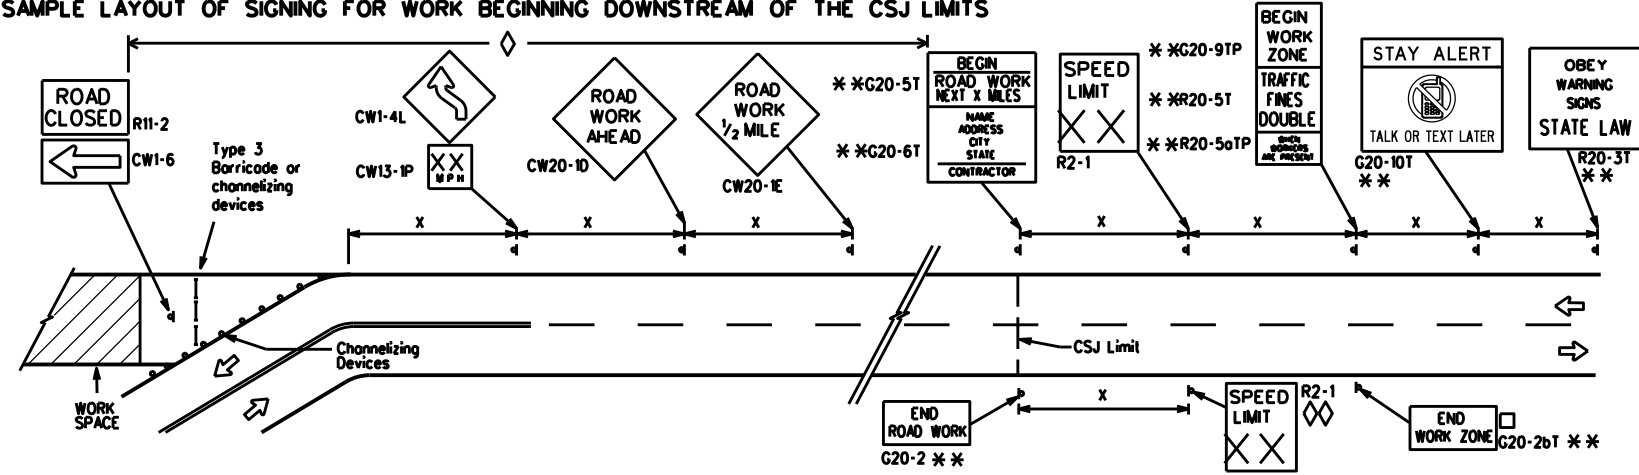 SAMPLE LAYOUT OF SIGNING FOR WORK BEGINNING DOWNSTREAM OF THE CSJ LIMITS
ROAD
CLOSED
R11-2
CW1-6
Type 3
Barricade or
channelizing
devices
CW1-4L
XX
MPH
CW13-1P
ROAD
WORK
AHEAD
CW20-1D
ROAD
WORK
1/2 MILE
CW20-1E
* *G20-5T
* *G20-6T
BEGIN
ROAD WORK
NEXT X MILES
NAME
ADDRESS
CITY
STATE
CONTRACTOR
SPEED
LIMIT
X X
R2-1
* *G20-9TP
* *R20-5T
* *R20-5aTP
BEGIN
WORK
ZONE
TRAFFIC
FINES
DOUBLE
WHEN
WORKERS
ARE PRESENT
STAY ALERT
TALK OR TEXT LATER
G20-10T
* *
OBEY
WARNING
SIGNS
STATE LAW
R20-3T
* *
X
X
X
X
X
X
X
Channelizing
Devices
CSJ Limit
WORK
SPACE
END
ROAD WORK
G20-2 * *
X
SPEED
LIMIT
X X
R2-1
END
WORK ZONE
G20-2bT * *